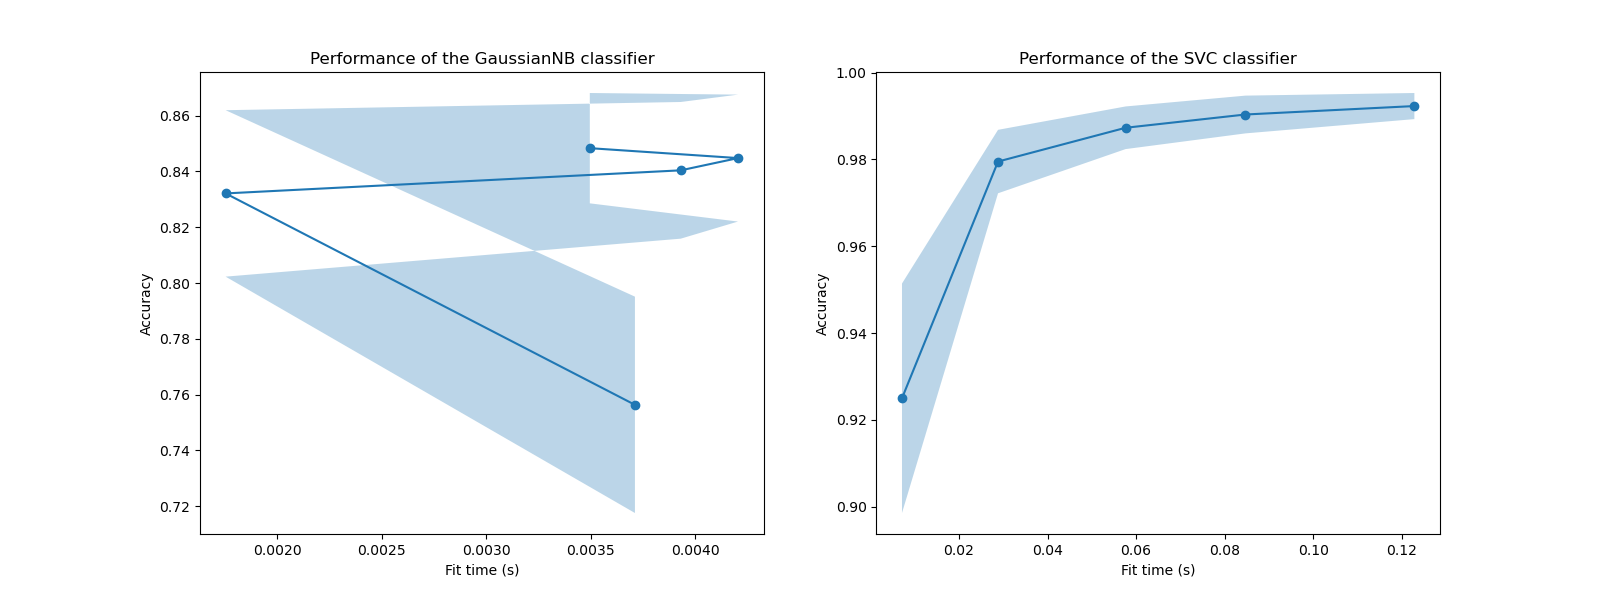 Performance of the GaussianNB classifier
0.86
0.84
0.82
0.80
0.78
0.76
0.74
0.72
Accuracy
0.0020 0.0025 0.0030 0.0035 0.0040
Fit time (s)
Performance of the SVC classifier
1.00
0.98
0.96
0.94
0.92
0.90
Accuracy
0.02 0.04 0.06 0.08 0.10 0.12
Fit time (s)